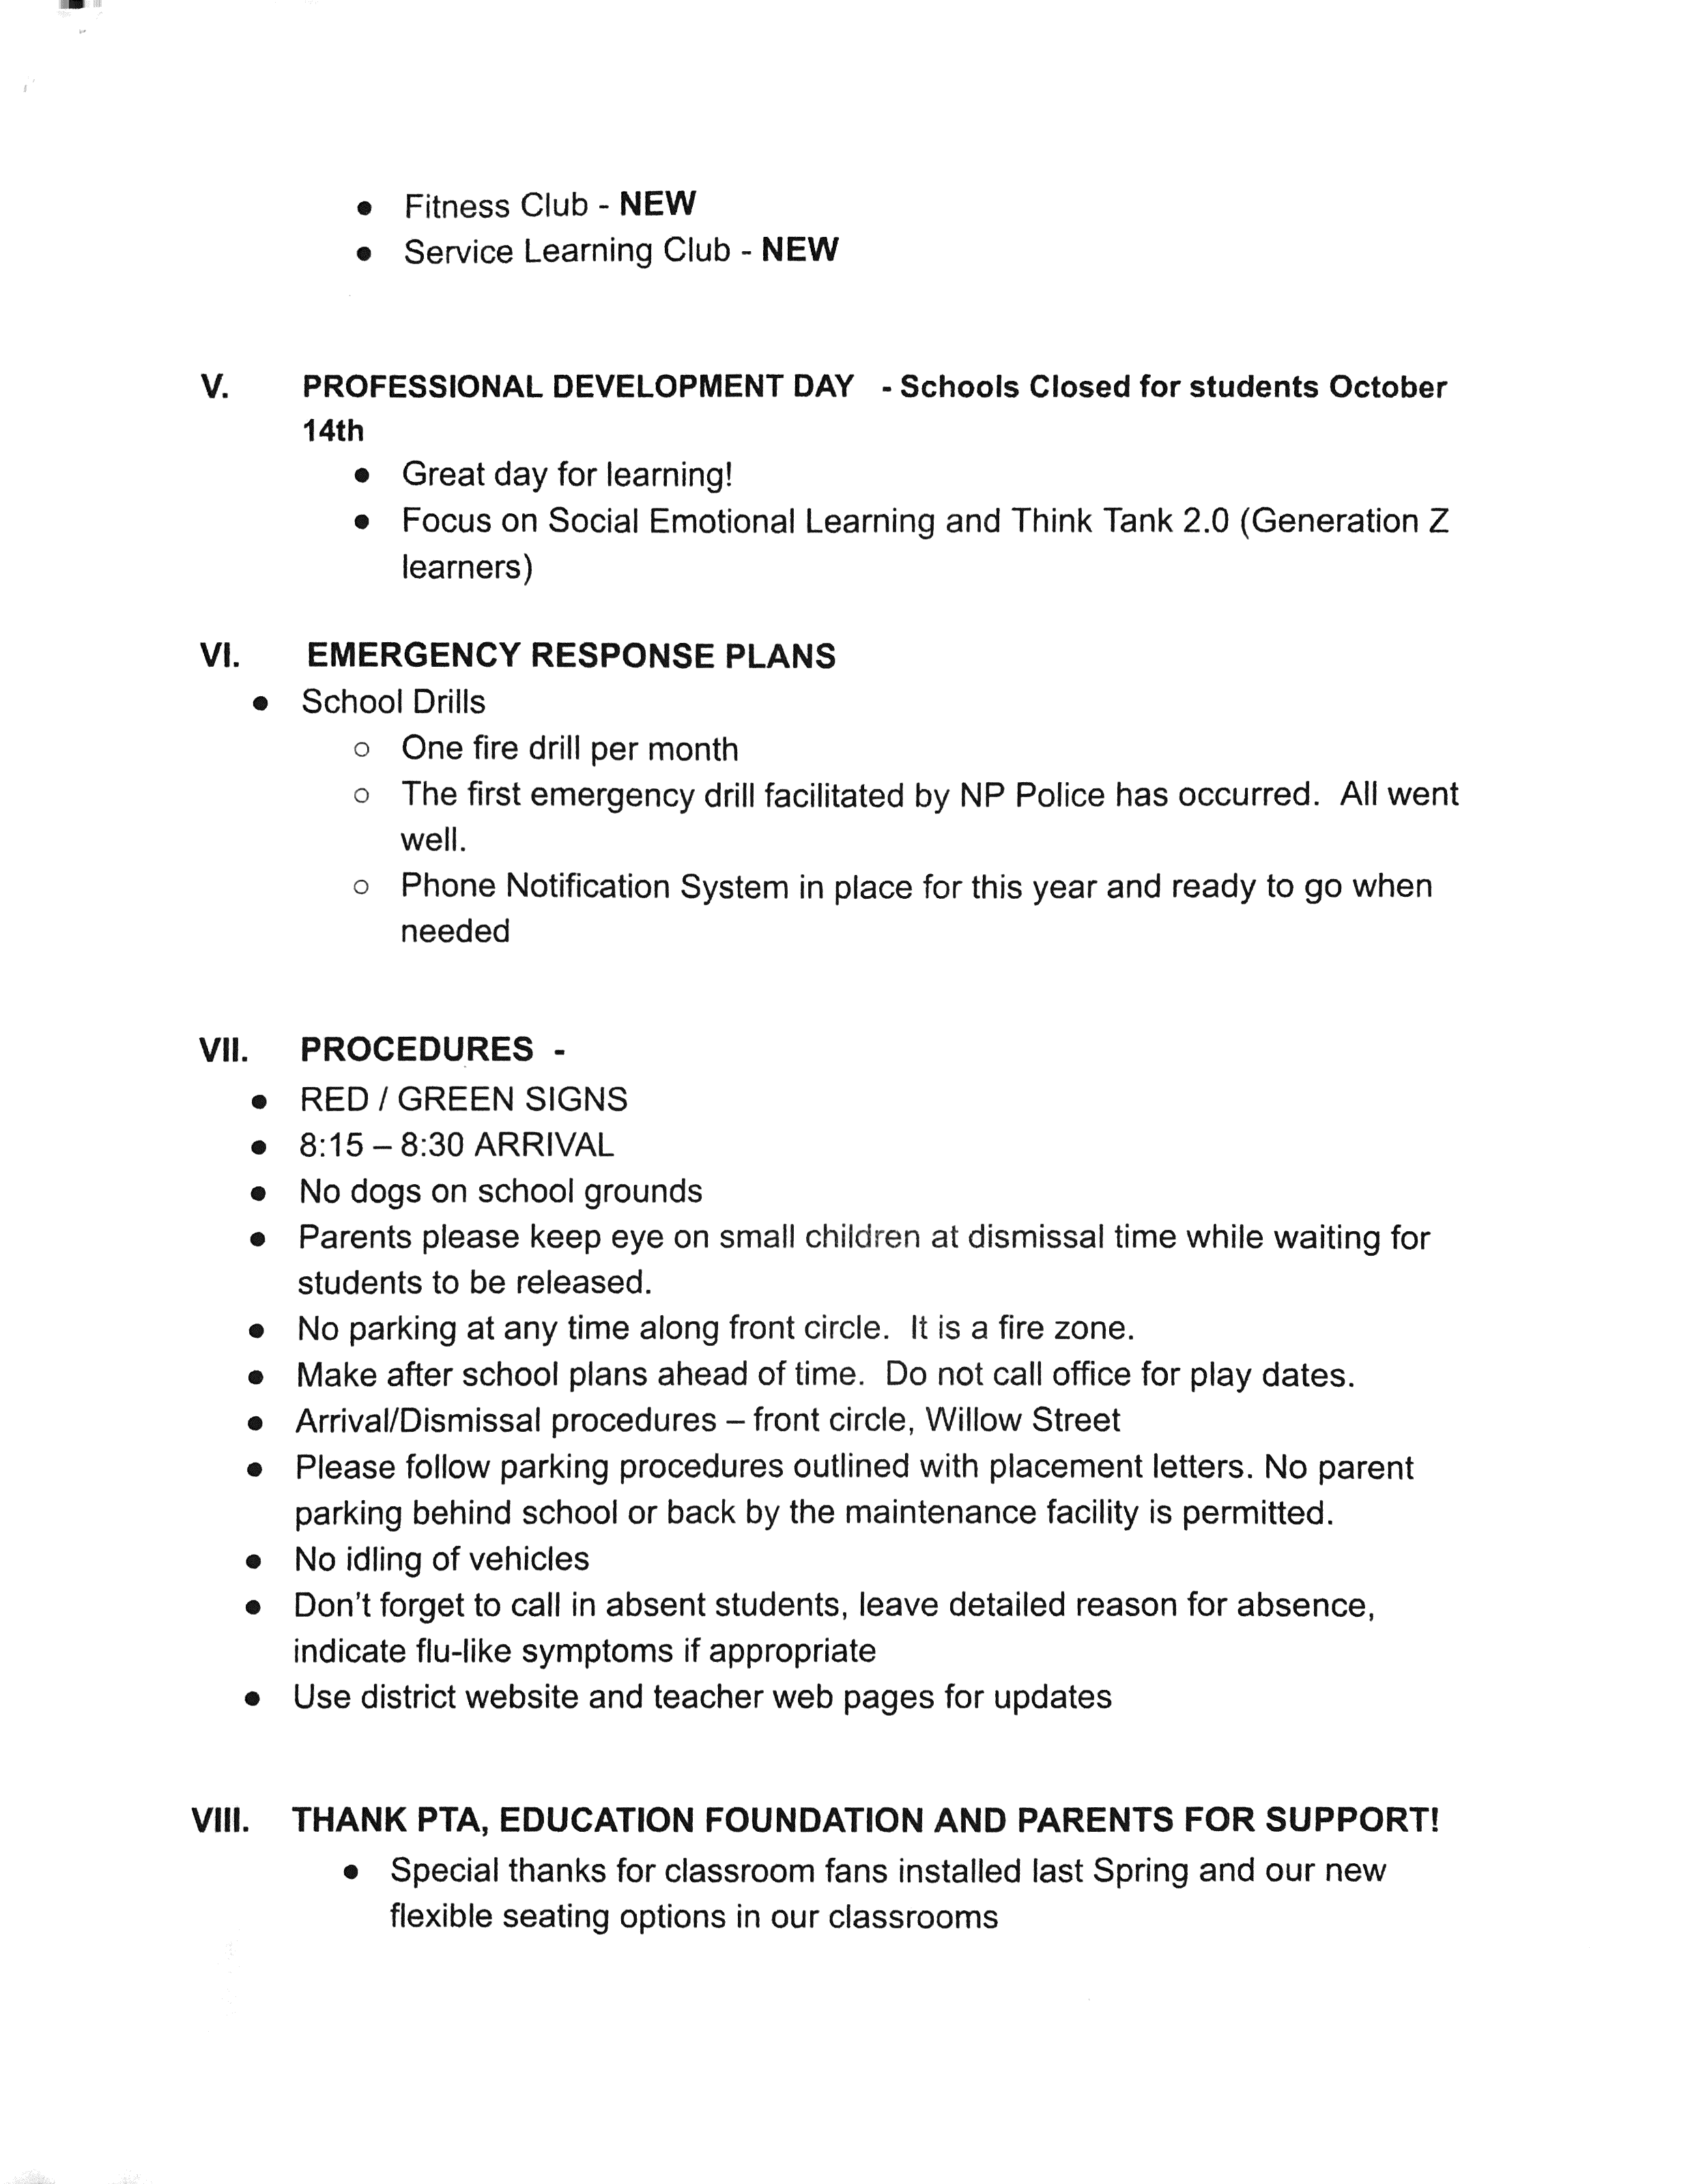 ● Fitness Club - NEW
● Service Learning Club - NEW
V. PROFESSIONAL DEVELOPMENT DAY - Schools Closed for students October
14th
● Great day for learning!
● Focus on Social Emotional Learning and Think Tank 2.0 (Generation Z
learners)
VI. EMERGENCY RESPONSE PLANS
● School Drills
○ One fire drill per month
○ The first emergency drill facilitated by NP Police has occurred. All went
well.
○ Phone Notification System in place for this year and ready to go when
needed
VII. PROCEDURES -
● RED / GREEN SIGNS
● 8:15 – 8:30 ARRIVAL
● No dogs on school grounds
● Parents please keep eye on small children at dismissal time while waiting for
students to be released.
● No parking at any time along front circle. It is a fire zone.
● Make after school plans ahead of time. Do not call office for play dates.
● Arrival/Dismissal procedures – front circle, Willow Street
● Please follow parking procedures outlined with placement letters. No parent
parking behind school or back by the maintenance facility is permitted.
● No idling of vehicles
● Don't forget to call in absent students, leave detailed reason for absence,
indicate flu-like symptoms if appropriate
● Use district website and teacher web pages for updates
VIII. THANK PTA, EDUCATION FOUNDATION AND PARENTS FOR SUPPORT!
● Special thanks for classroom fans installed last Spring and our new
flexible seating options in our classrooms